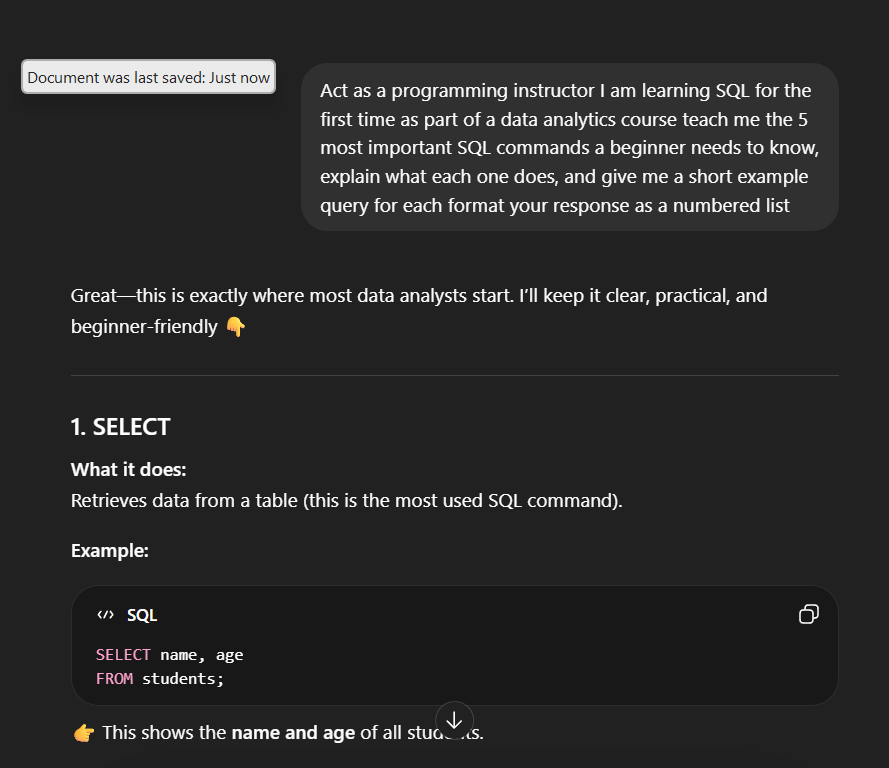 Document was last saved: Just now
Act as a programming instructor I am learning SQL for the
first time as part of a data analytics course teach me the 5
most important SQL commands a beginner needs to know,
explain what each one does, and give me a short example
query for each format your response as a numbered list
Great—this is exactly where most data analysts start. I’ll keep it clear, practical, and
beginner-friendly 👇
1. SELECT
What it does:
Retrieves data from a table (this is the most used SQL command).
Example:
</> SQL
SELECT name, age
FROM students;
👉 This shows the name and age of all students.